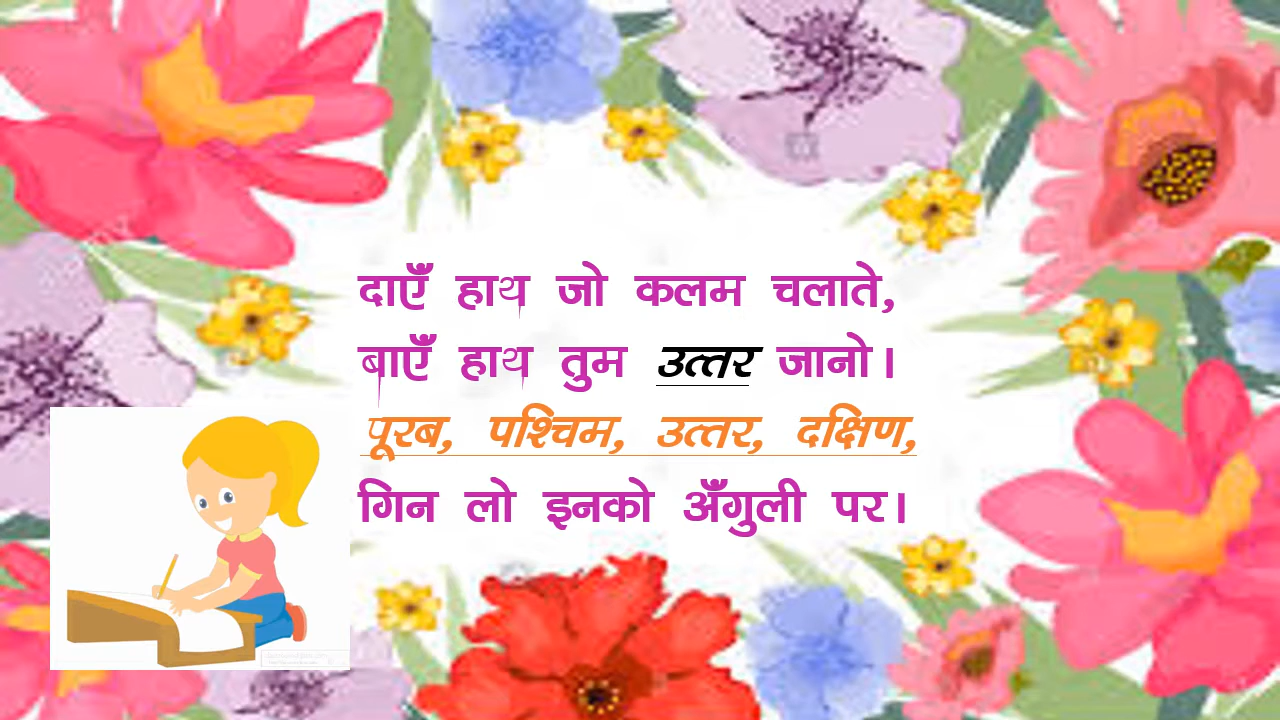 दाएँ हाथ जो कलम चलाते,
बाएँ हाथ तुम उत्तर जानो।
पूरब, पश्चिम, उत्तर, दक्षिण,
गिन लो इनको अँगुली पर।